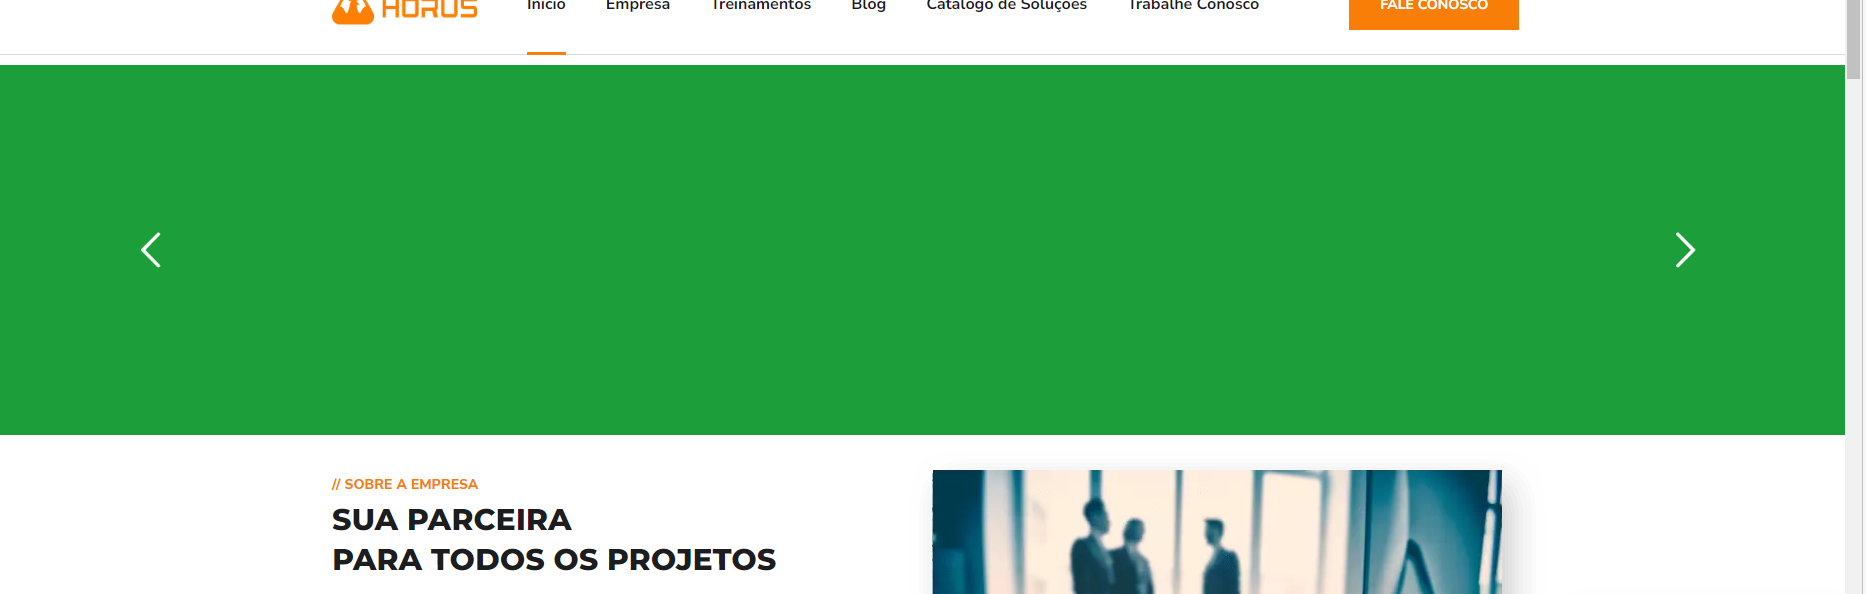 HORUS
Início
Empresa
Treinamentos
Blog
Catálogo de Soluções
Trabalhe Conosco
FALE CONOSCO
// SOBRE A EMPRESA
SUA PARCEIRA
PARA TODOS OS PROJETOS